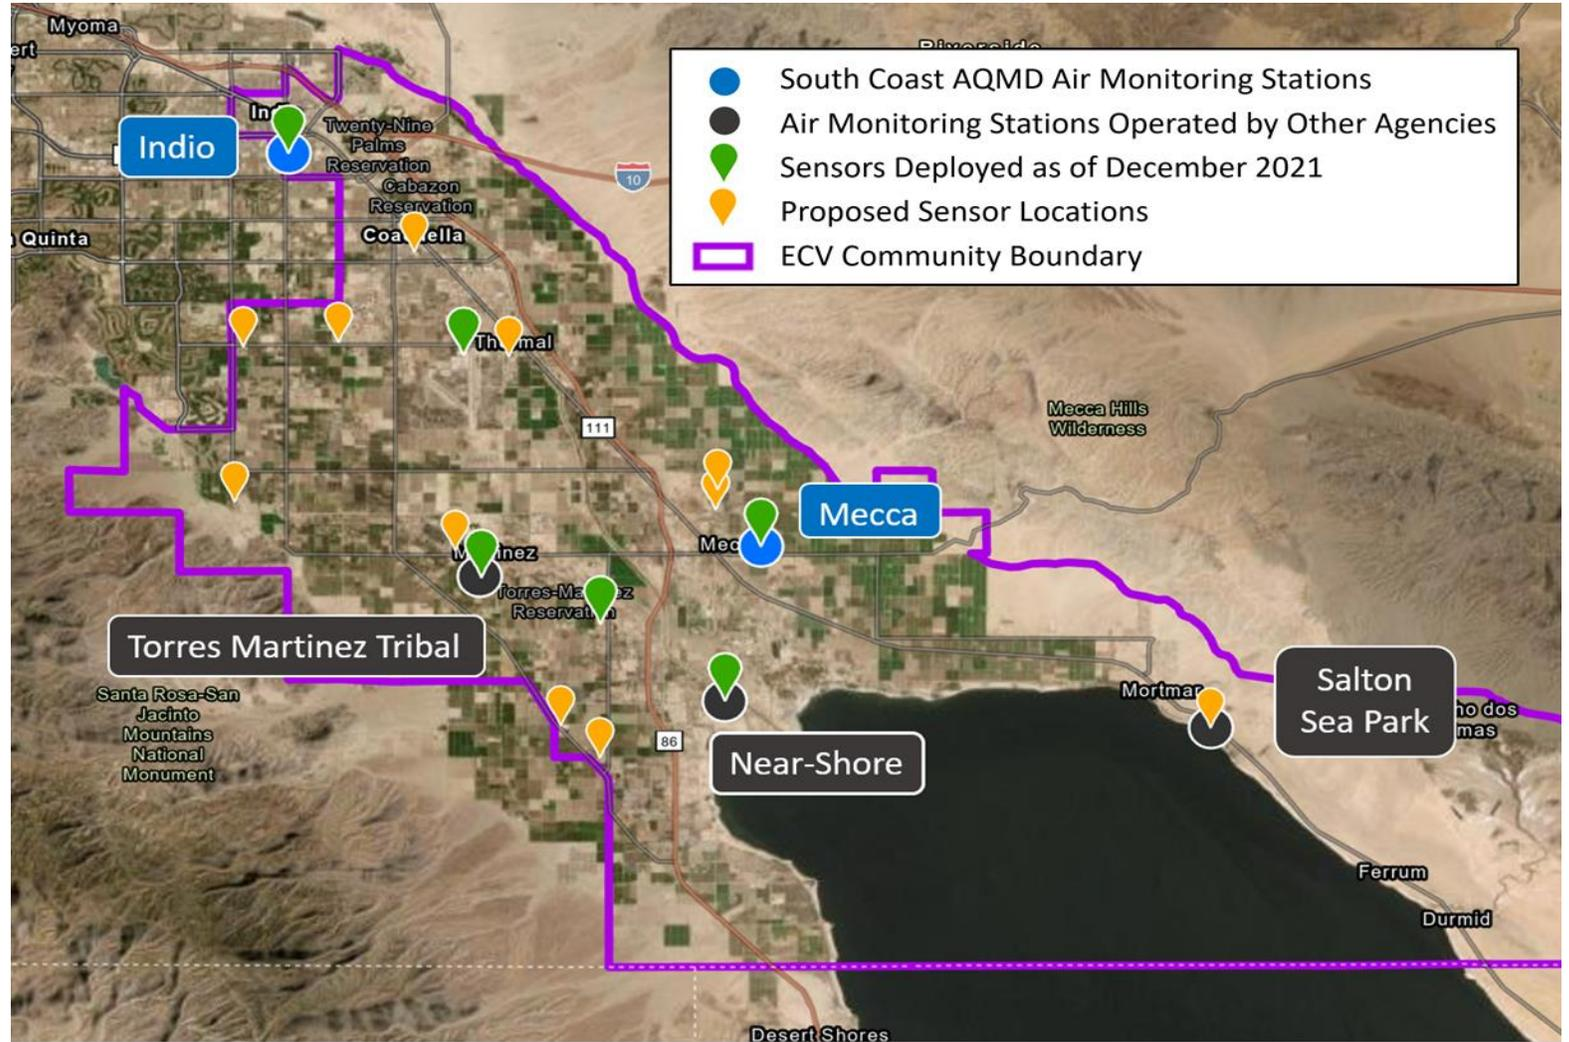 Myoma
Riverside
South Coast AQMD Air Monitoring Stations
Air Monitoring Stations Operated by Other Agencies
Sensors Deployed as of December 2021
Proposed Sensor Locations
ECV Community Boundary
Indio
Twenty-Nine
Palms
Reservation
Cabazon
Reservation
10
Quinta
Thermal
111
Mecca Hills
Wilderness
Mecca
Torres Martinez Tribal
Santa Rosa-San
Jacinto
Mountains
National
Monument
86
Near-Shore
Mortmar
Salton
Sea Park
Ferrum
Durmid
Desert Shores